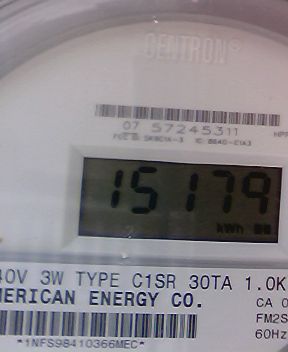 CENTRON®
07 57245311
15179
kWh
40V 3W TYPE C1SR 30TA 1.0K
MERICAN ENERGY CO.
CA 0
FM2S
60Hz
*1NFS98410366MEC*